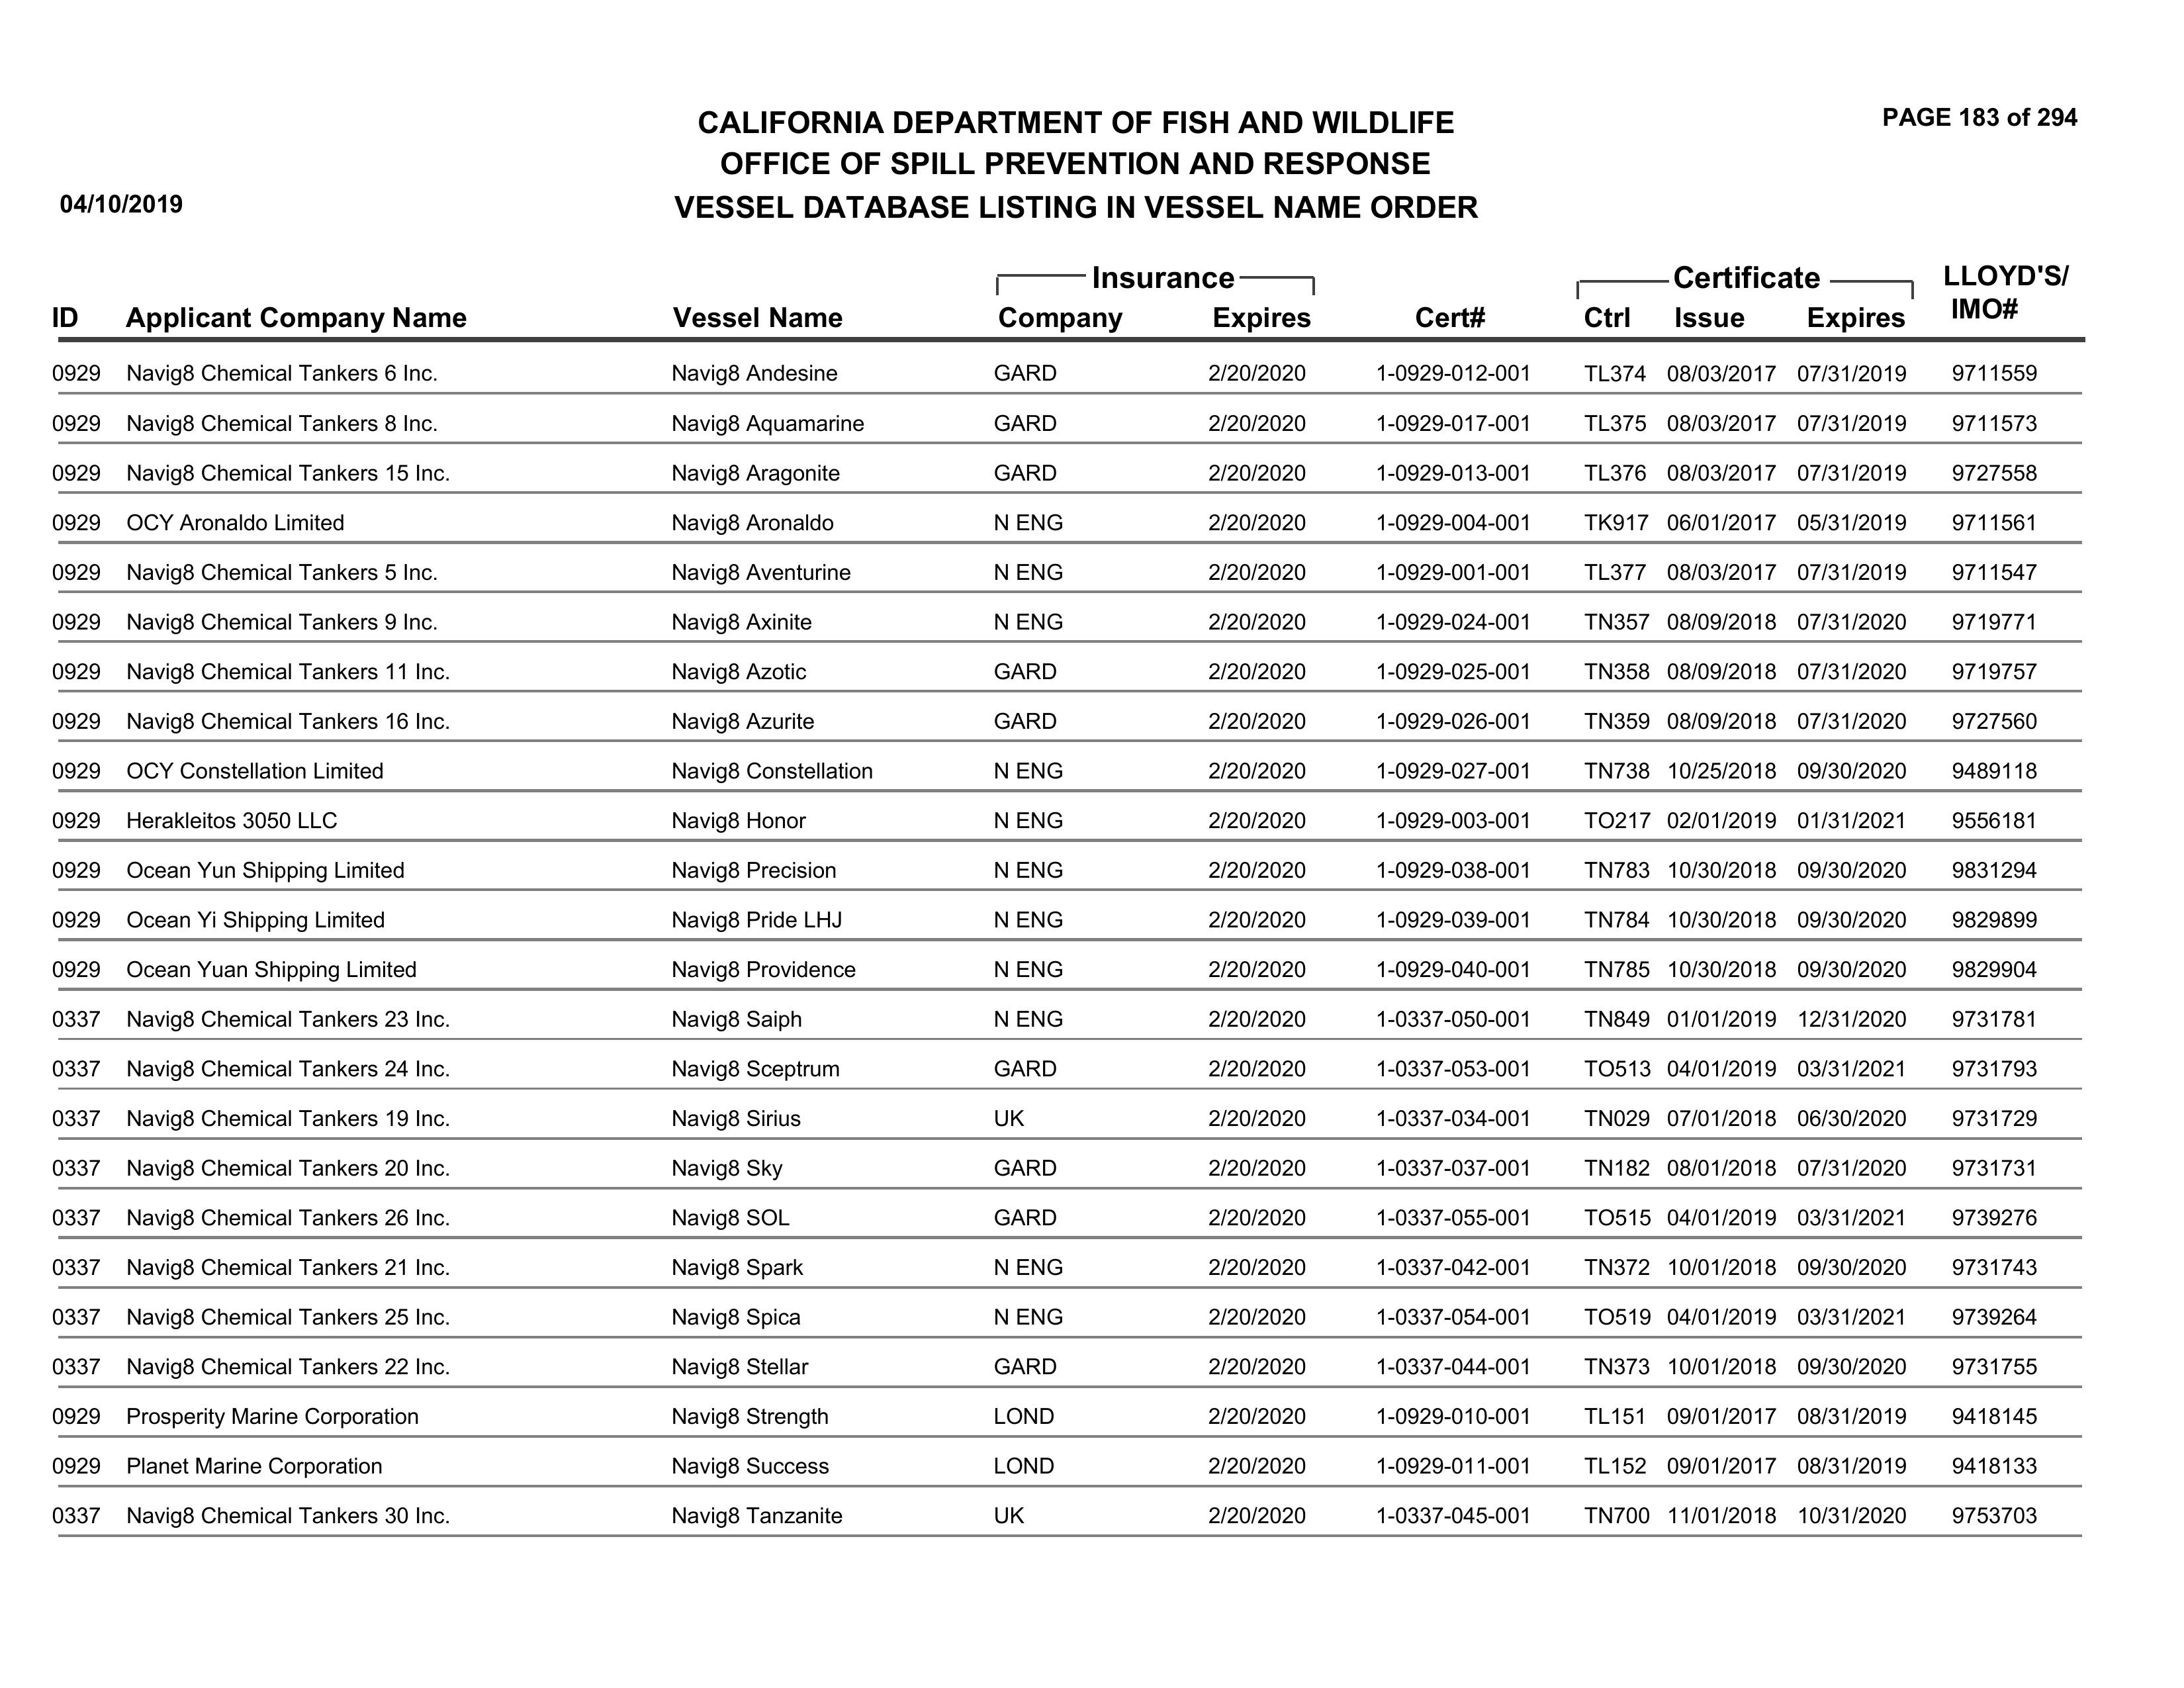 PAGE 183 of 294
CALIFORNIA DEPARTMENT OF FISH AND WILDLIFE
OFFICE OF SPILL PREVENTION AND RESPONSE
04/10/2019 VESSEL DATABASE LISTING IN VESSEL NAME ORDER
Insurance Certificate LLOYD'S/
ID Applicant Company Name Vessel Name Company Expires Cert# Ctrl Issue Expires IMO#
0929 Navig8 Chemical Tankers 6 Inc. Navig8 Andesine GARD 2/20/2020 1-0929-012-001 TL374 08/03/2017 07/31/2019 9711559
0929 Navig8 Chemical Tankers 8 Inc. Navig8 Aquamarine GARD 2/20/2020 1-0929-017-001 TL375 08/03/2017 07/31/2019 9711573
0929 Navig8 Chemical Tankers 15 Inc. Navig8 Aragonite GARD 2/20/2020 1-0929-013-001 TL376 08/03/2017 07/31/2019 9727558
0929 OCY Aronaldo Limited Navig8 Aronaldo N ENG 2/20/2020 1-0929-004-001 TK917 06/01/2017 05/31/2019 9711561
0929 Navig8 Chemical Tankers 5 Inc. Navig8 Aventurine N ENG 2/20/2020 1-0929-001-001 TL377 08/03/2017 07/31/2019 9711547
0929 Navig8 Chemical Tankers 9 Inc. Navig8 Axinite N ENG 2/20/2020 1-0929-024-001 TN357 08/09/2018 07/31/2020 9719771
0929 Navig8 Chemical Tankers 11 Inc. Navig8 Azotic GARD 2/20/2020 1-0929-025-001 TN358 08/09/2018 07/31/2020 9719757
0929 Navig8 Chemical Tankers 16 Inc. Navig8 Azurite GARD 2/20/2020 1-0929-026-001 TN359 08/09/2018 07/31/2020 9727560
0929 OCY Constellation Limited Navig8 Constellation N ENG 2/20/2020 1-0929-027-001 TN738 10/25/2018 09/30/2020 9489118
0929 Herakleitos 3050 LLC Navig8 Honor N ENG 2/20/2020 1-0929-003-001 TO217 02/01/2019 01/31/2021 9556181
0929 Ocean Yun Shipping Limited Navig8 Precision N ENG 2/20/2020 1-0929-038-001 TN783 10/30/2018 09/30/2020 9831294
0929 Ocean Yi Shipping Limited Navig8 Pride LHJ N ENG 2/20/2020 1-0929-039-001 TN784 10/30/2018 09/30/2020 9829899
0929 Ocean Yuan Shipping Limited Navig8 Providence N ENG 2/20/2020 1-0929-040-001 TN785 10/30/2018 09/30/2020 9829904
0337 Navig8 Chemical Tankers 23 Inc. Navig8 Saiph N ENG 2/20/2020 1-0337-050-001 TN849 01/01/2019 12/31/2020 9731781
0337 Navig8 Chemical Tankers 24 Inc. Navig8 Sceptrum GARD 2/20/2020 1-0337-053-001 TO513 04/01/2019 03/31/2021 9731793
0337 Navig8 Chemical Tankers 19 Inc. Navig8 Sirius UK 2/20/2020 1-0337-034-001 TN029 07/01/2018 06/30/2020 9731729
0337 Navig8 Chemical Tankers 20 Inc. Navig8 Sky GARD 2/20/2020 1-0337-037-001 TN182 08/01/2018 07/31/2020 9731731
0337 Navig8 Chemical Tankers 26 Inc. Navig8 SOL GARD 2/20/2020 1-0337-055-001 TO515 04/01/2019 03/31/2021 9739276
0337 Navig8 Chemical Tankers 21 Inc. Navig8 Spark N ENG 2/20/2020 1-0337-042-001 TN372 10/01/2018 09/30/2020 9731743
0337 Navig8 Chemical Tankers 25 Inc. Navig8 Spica N ENG 2/20/2020 1-0337-054-001 TO519 04/01/2019 03/31/2021 9739264
0337 Navig8 Chemical Tankers 22 Inc. Navig8 Stellar GARD 2/20/2020 1-0337-044-001 TN373 10/01/2018 09/30/2020 9731755
0929 Prosperity Marine Corporation Navig8 Strength LOND 2/20/2020 1-0929-010-001 TL151 09/01/2017 08/31/2019 9418145
0929 Planet Marine Corporation Navig8 Success LOND 2/20/2020 1-0929-011-001 TL152 09/01/2017 08/31/2019 9418133
0337 Navig8 Chemical Tankers 30 Inc. Navig8 Tanzanite UK 2/20/2020 1-0337-045-001 TN700 11/01/2018 10/31/2020 9753703